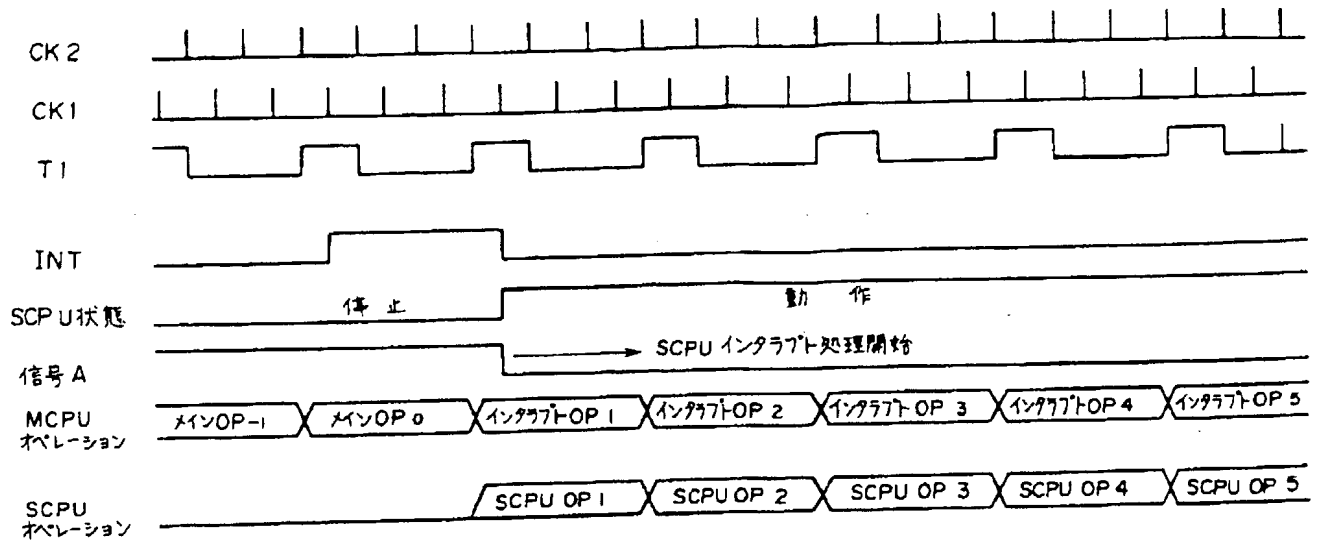 CK2
CK1
T1
INT
SCPU状態
停止
動作
信号A
SCPUインタラプト処理開始
MCPU
オペレーション
メインOP-1
メインOP0
インタラプトOP1
インタラプトOP2
インタラプトOP3
インタラプトOP4
インタラプトOP5
SCPU
オペレーション
SCPU OP1
SCPU OP2
SCPU OP3
SCPU OP4
SCPU OP5